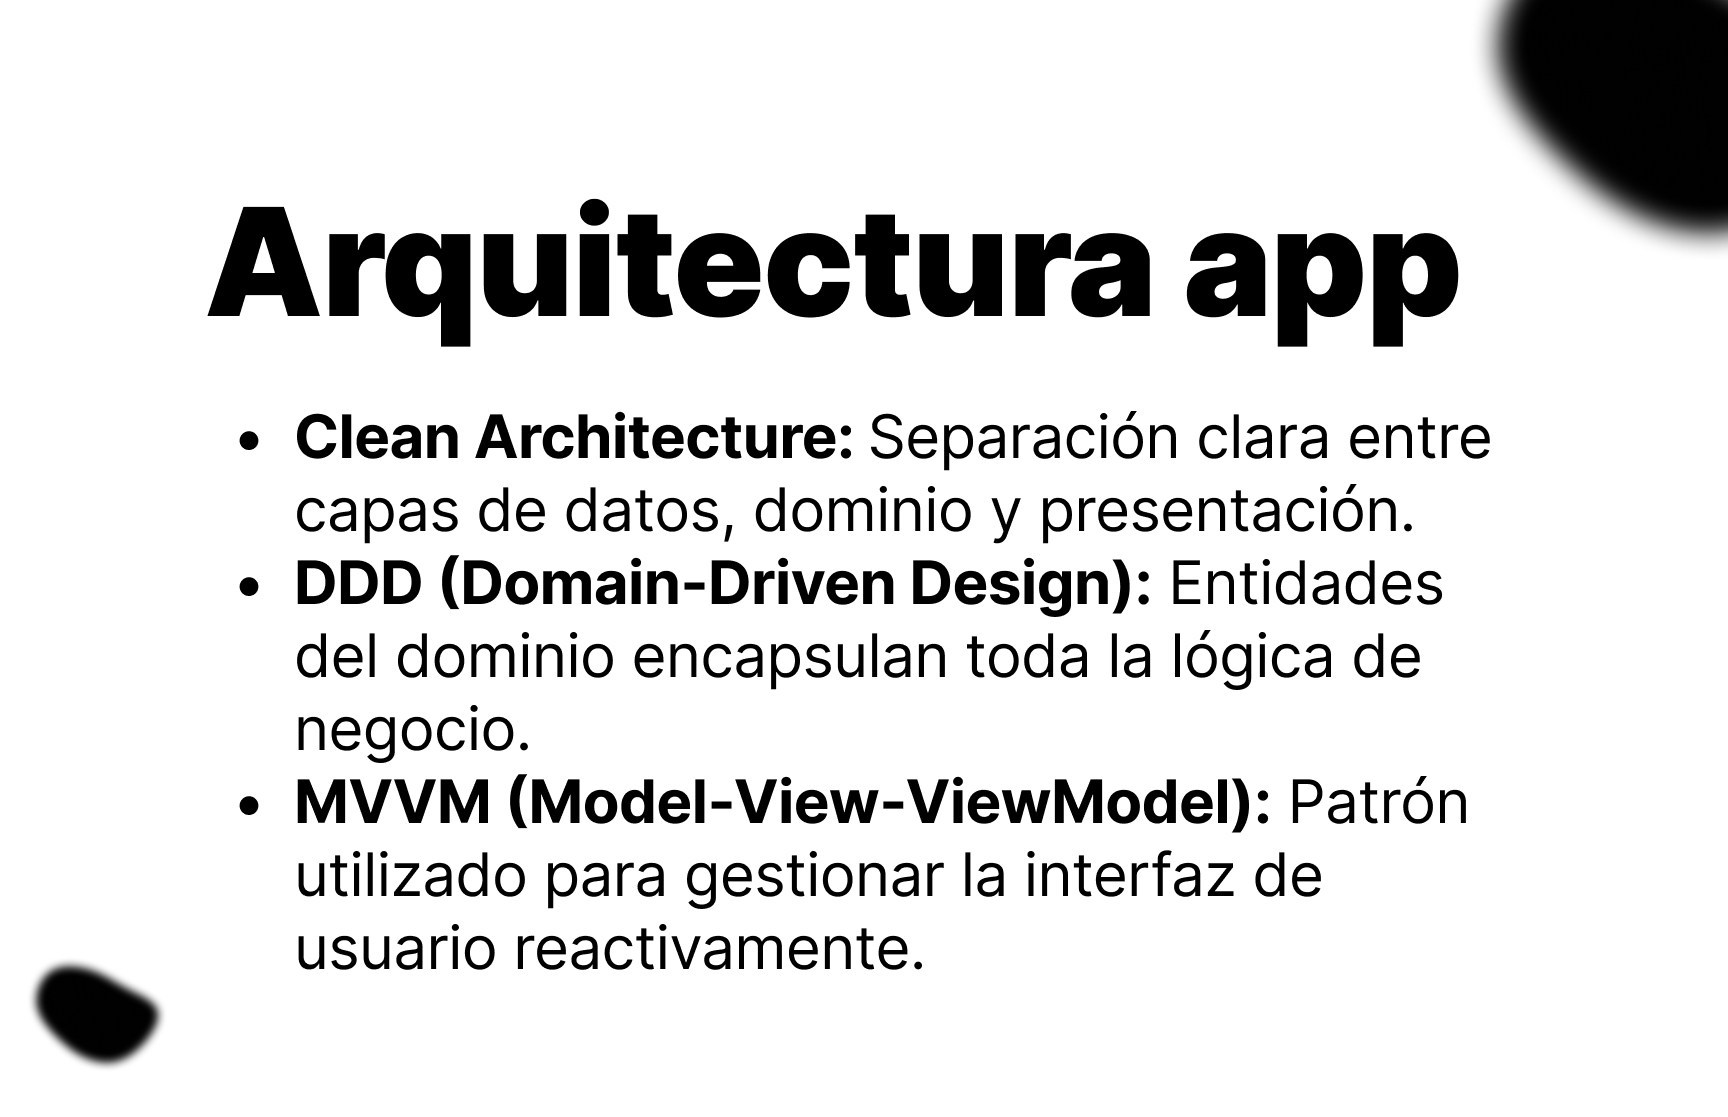 Arquitectura app
• Clean Architecture: Separación clara entre
capas de datos, dominio y presentación.
• DDD (Domain-Driven Design): Entidades
del dominio encapsulan toda la lógica de
negocio.
• MVVM (Model-View-ViewModel): Patrón
utilizado para gestionar la interfaz de
usuario reactivamente.